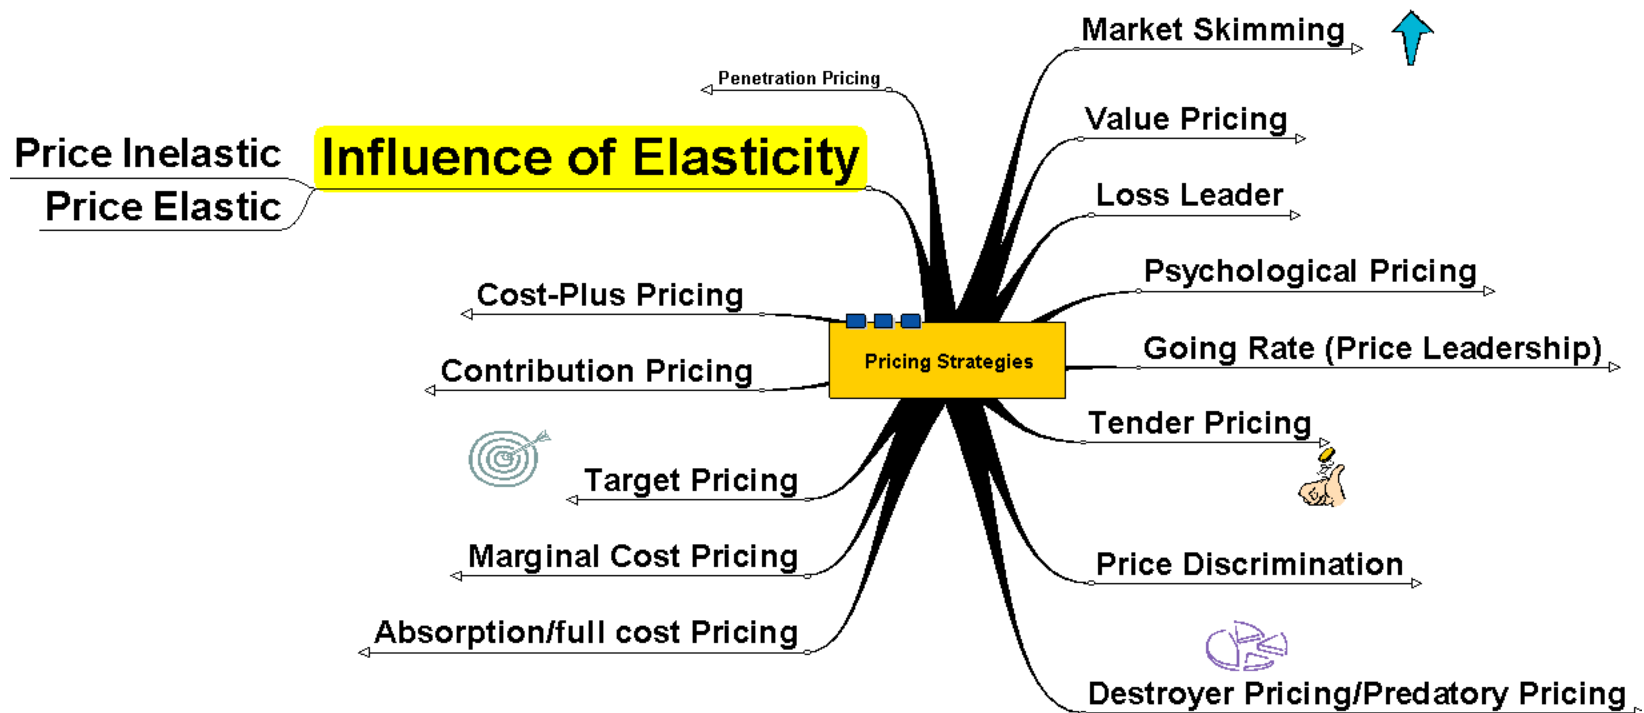 Market Skimming
Penetration Pricing
Value Pricing
Influence of Elasticity
Price Inelastic
Price Elastic
Loss Leader
Psychological Pricing
Cost-Plus Pricing
Pricing Strategies
Going Rate (Price Leadership)
Contribution Pricing
Tender Pricing
Target Pricing
Marginal Cost Pricing
Price Discrimination
Absorption/full cost Pricing
Destroyer Pricing/Predatory Pricing